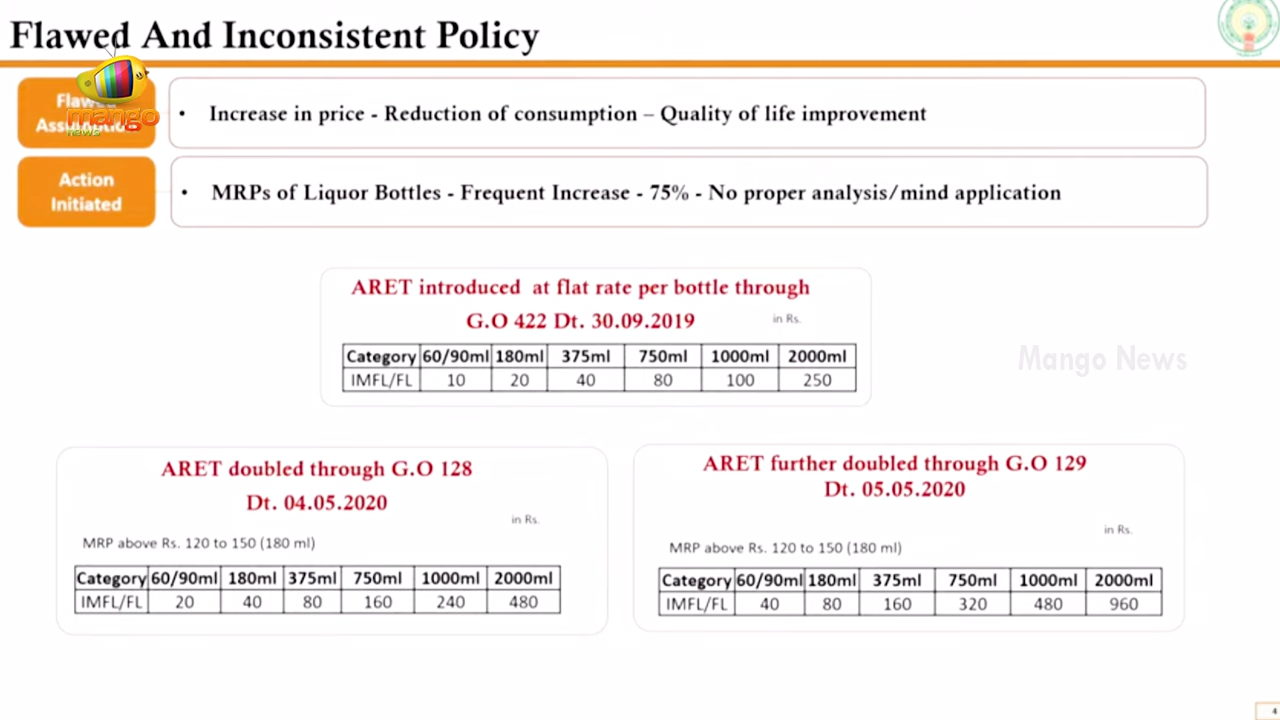 Flawed And Inconsistent Policy
mango
news
• Increase in price - Reduction of consumption – Quality of life improvement
Action
Initiated
• MRPs of Liquor Bottles - Frequent Increase - 75% - No proper analysis/mind application
ARET introduced at flat rate per bottle through
G.O 422 Dt. 30.09.2019
in Rs.
Category 60/90ml 180ml 375ml 750ml 1000ml 2000ml
IMFL/FL 10 20 40 80 100 250
Mango News
ARET doubled through G.O 128
Dt. 04.05.2020
in Rs.
MRP above Rs. 120 to 150 (180 ml)
Category 60/90ml 180ml 375ml 750ml 1000ml 2000ml
IMFL/FL 20 40 80 160 240 480
ARET further doubled through G.O 129
Dt. 05.05.2020
in Rs.
MRP above Rs. 120 to 150 (180 ml)
Category 60/90ml 180ml 375ml 750ml 1000ml 2000ml
IMFL/FL 40 80 160 320 480 960
4